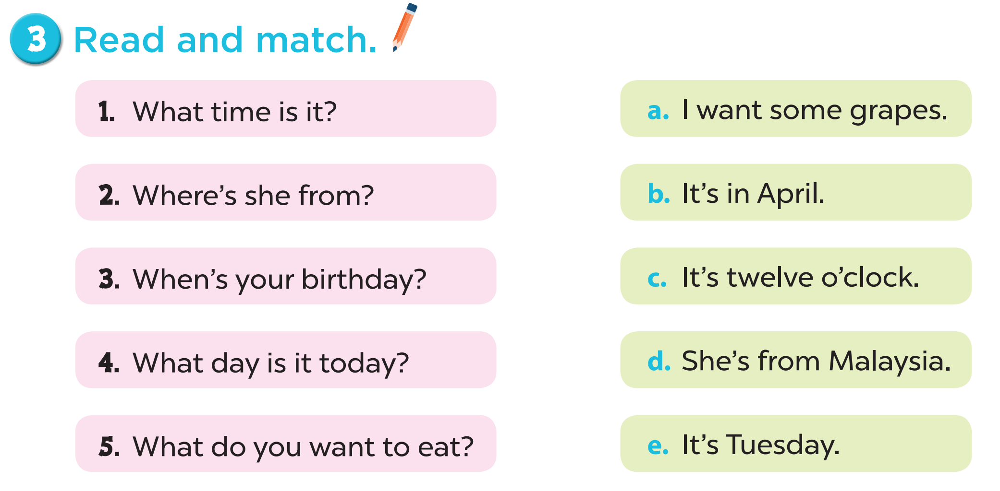 3 Read and match.
1. What time is it?
a. I want some grapes.
2. Where’s she from?
b. It’s in April.
3. When’s your birthday?
c. It’s twelve o’clock.
4. What day is it today?
d. She’s from Malaysia.
5. What do you want to eat?
e. It’s Tuesday.